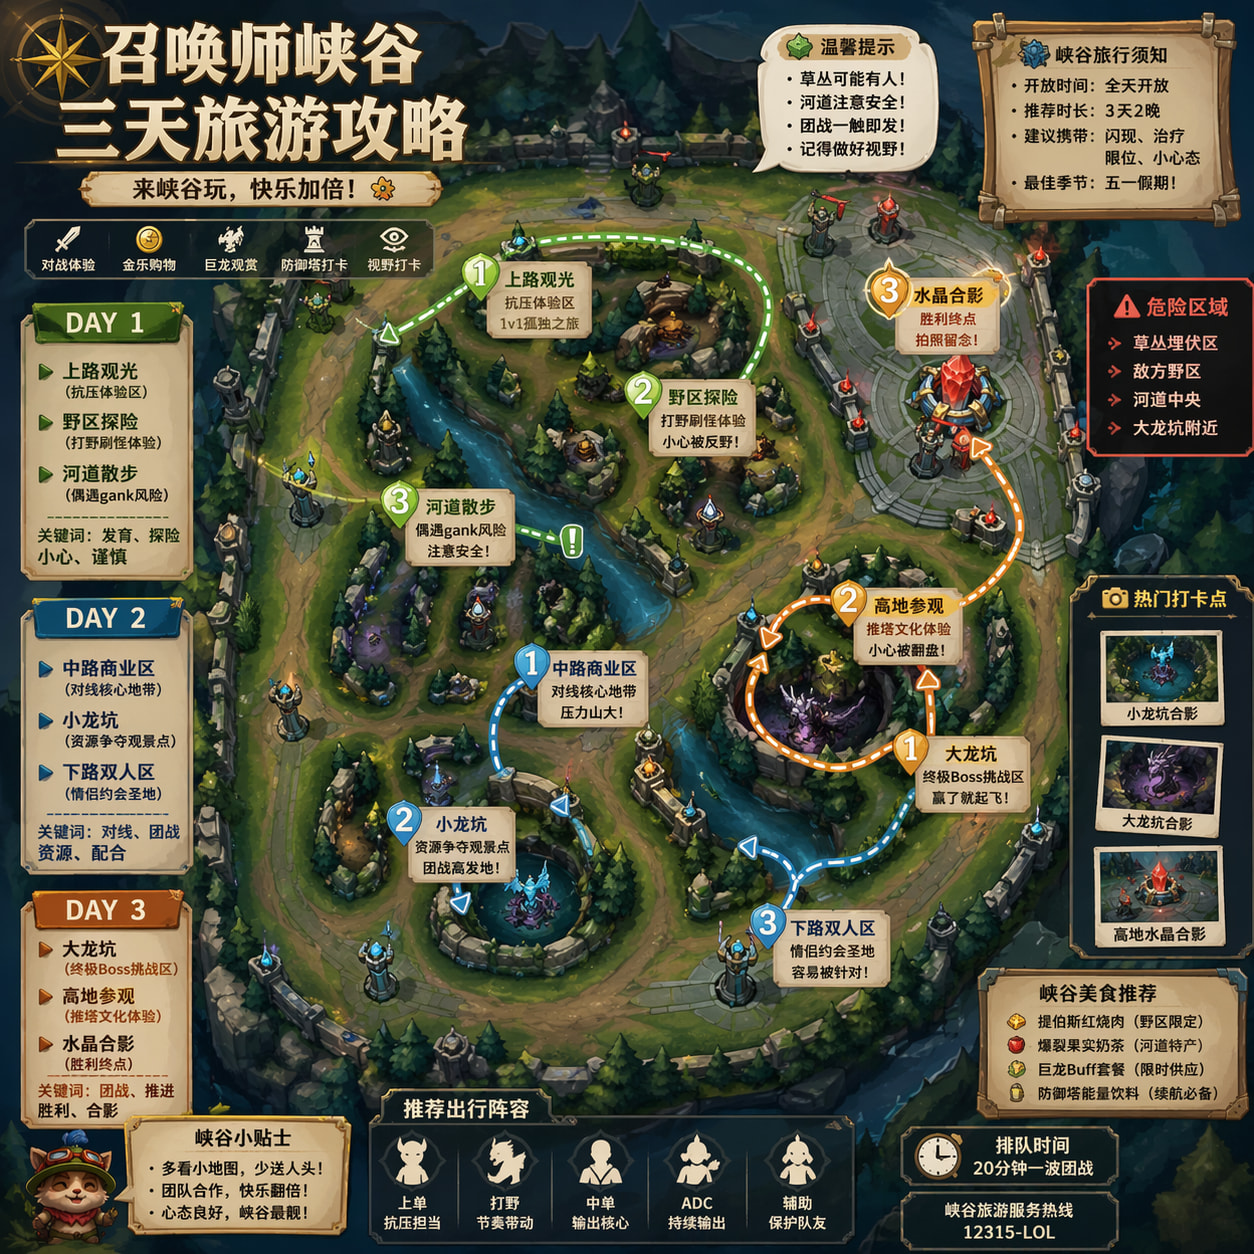 召唤师峡谷
三天旅游攻略
来峡谷玩，快乐加倍！
对战体验
金乐购物
巨龙观赏
防御塔打卡
视野打卡
温馨提示
· 草丛可能有人！
· 河道注意安全！
· 团战一触即发！
· 记得做好视野！
峡谷旅行须知
· 开放时间：全天开放
· 推荐时长：3天2晚
· 建议携带：闪现、治疗
限位、小心态
· 最佳季节：五一假期！
危险区域
草丛埋伏区
敌方野区
河道中央
大龙坑附近
DAY 1
上路观光
（抗压体验区）
野区探险
（打野刷怪体验）
河道散步
（偶遇gank风险）
关键词：发育、探险
小心、谨慎
DAY 2
中路商业区
（对线核心地带）
小龙坑
（资源争夺观景点）
下路双人区
（情侣约会圣地）
关键词：对线、团战
资源、配合
DAY 3
大龙坑
（终极Boss挑战区）
高地参观
（推塔文化体验）
水晶合影
（胜利终点）
关键词：团战、推进
胜利、合影
1
上路观光
抗压体验区
1v1孤独之旅
2
野区探险
打野刷怪体验
小心被反野！
3
河道散步
偶遇gank风险
注意安全！
!
1
中路商业区
对线核心地带
压力山大！
2
小龙坑
资源争夺观景点
团战高发地！
3
下路双人区
情侣约会圣地
容易被针对！
1
大龙坑
终极Boss挑战区
赢了就起飞！
2
高地参观
推塔文化体验
小心被翻盘！
3
水晶合影
胜利终点
拍照留念！
热门打卡点
小龙坑合影
大龙坑合影
高地水晶合影
峡谷美食推荐
提伯斯红烧肉（野区限定）
爆裂果实奶茶（河道特产）
巨龙Buff套餐（限时供应）
防御塔能量饮料（续航必备）
峡谷小贴士
· 多看小地图，少送人头！
· 团队合作，快乐翻倍！
· 心态良好，峡谷最靓！
推荐出行阵容
上单
抗压担当
打野
节奏带动
中单
输出核心
ADC
持续输出
辅助
保护队友
排队时间
20分钟一波团战
峡谷旅游服务热线
12315-LOL